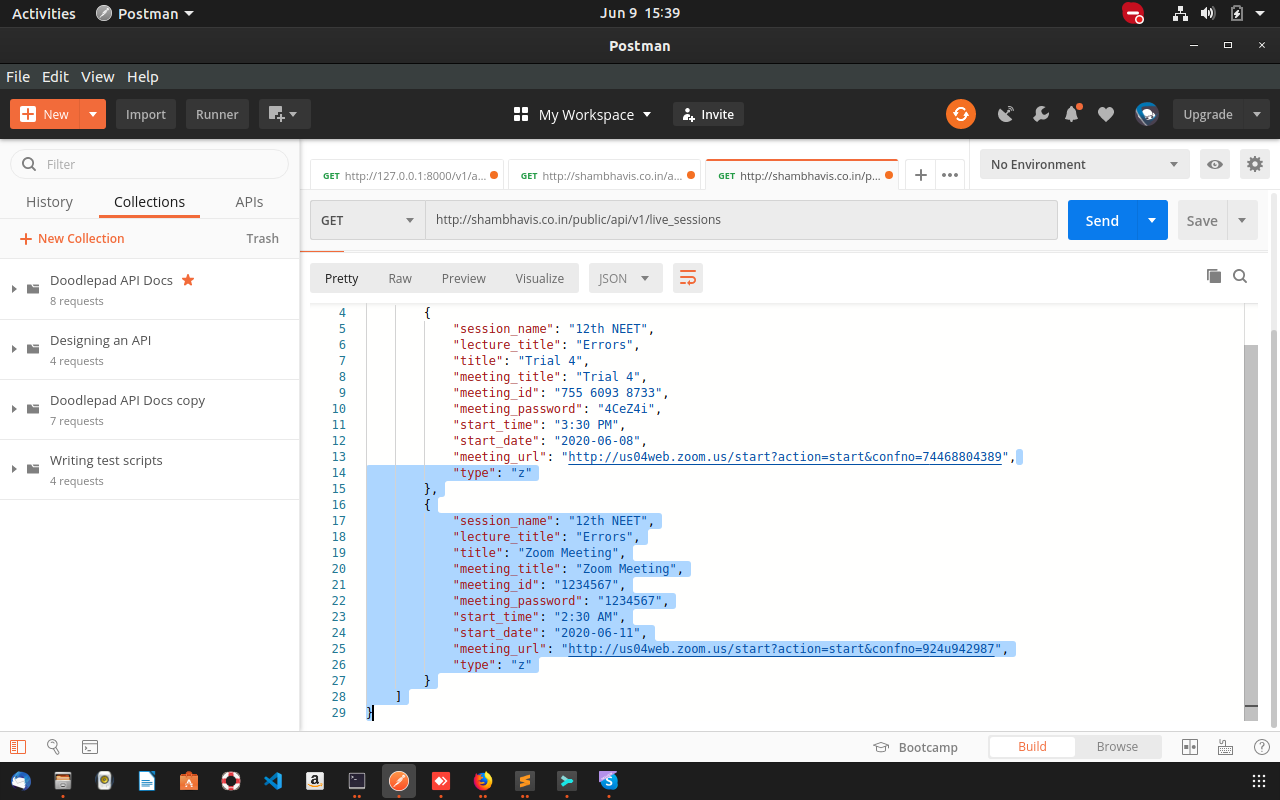 Activities Postman Jun 9 15:39
Postman
File Edit View Help
New Import Runner My Workspace Invite Upgrade
Filter
History Collections APIs
New Collection Trash
Doodlepad API Docs
8 requests
Designing an API
4 requests
Doodlepad API Docs copy
7 requests
Writing test scripts
4 requests
GET http://127.0.0.1:8000/v1/a... GET http://shambhavis.co.in/a... GET http://shambhavis.co.in/p... No Environment
GET http://shambhavis.co.in/public/api/v1/live_sessions Send Save
Pretty Raw Preview Visualize JSON
4 {
5 "session_name": "12th NEET",
6 "lecture_title": "Errors",
7 "title": "Trial 4",
8 "meeting_title": "Trial 4",
9 "meeting_id": "755 6093 8733",
10 "meeting_password": "4CeZ4i",
11 "start_time": "3:30 PM",
12 "start_date": "2020-06-08",
13 "meeting_url": "http://us04web.zoom.us/start?action=start&confno=74468804389",
14 "type": "z"
15 },
16 {
17 "session_name": "12th NEET",
18 "lecture_title": "Errors",
19 "title": "Zoom Meeting",
20 "meeting_title": "Zoom Meeting",
21 "meeting_id": "1234567",
22 "meeting_password": "1234567",
23 "start_time": "2:30 AM",
24 "start_date": "2020-06-11",
25 "meeting_url": "http://us04web.zoom.us/start?action=start&confno=924u942987",
26 "type": "z"
27 }
28 ]
29 }
Bootcamp Build Browse